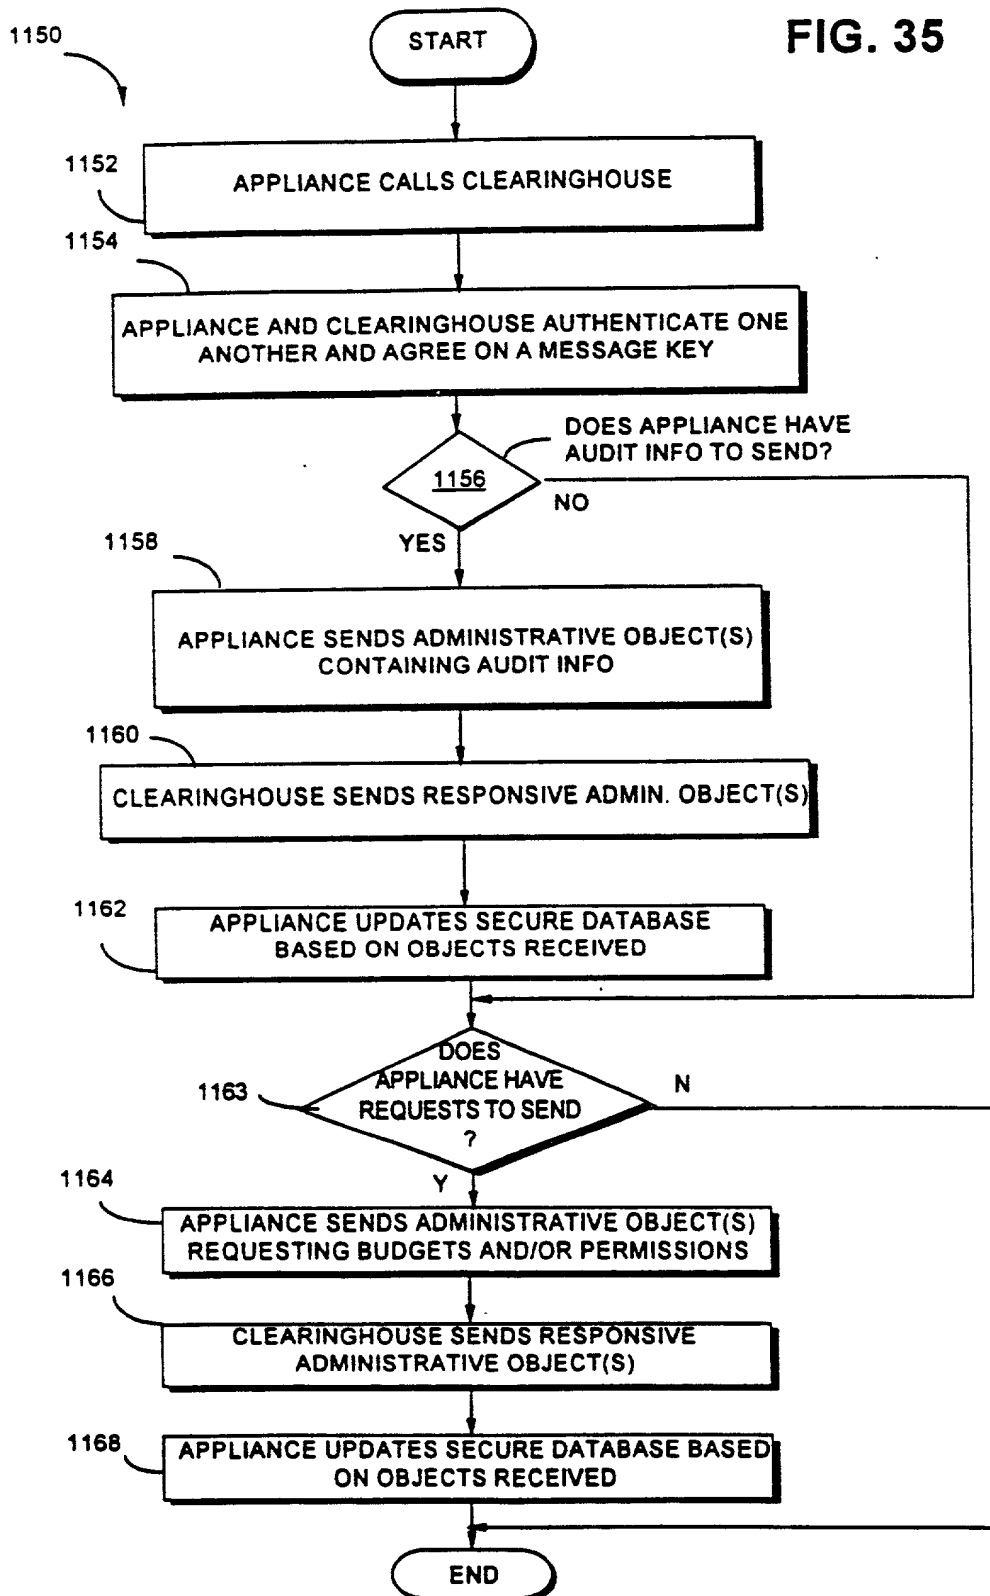 FIG. 35
1150
START
1152
APPLIANCE CALLS CLEARINGHOUSE
1154
APPLIANCE AND CLEARINGHOUSE AUTHENTICATE ONE
ANOTHER AND AGREE ON A MESSAGE KEY
DOES APPLIANCE HAVE
AUDIT INFO TO SEND?
1156
NO
YES
1158
APPLIANCE SENDS ADMINISTRATIVE OBJECT(S)
CONTAINING AUDIT INFO
1160
CLEARINGHOUSE SENDS RESPONSIVE ADMIN. OBJECT(S)
1162
APPLIANCE UPDATES SECURE DATABASE
BASED ON OBJECTS RECEIVED
1163
DOES
APPLIANCE HAVE
REQUESTS TO SEND
?
N
Y
1164
APPLIANCE SENDS ADMINISTRATIVE OBJECT(S)
REQUESTING BUDGETS AND/OR PERMISSIONS
1166
CLEARINGHOUSE SENDS RESPONSIVE
ADMINISTRATIVE OBJECT(S)
1168
APPLIANCE UPDATES SECURE DATABASE BASED
ON OBJECTS RECEIVED
END